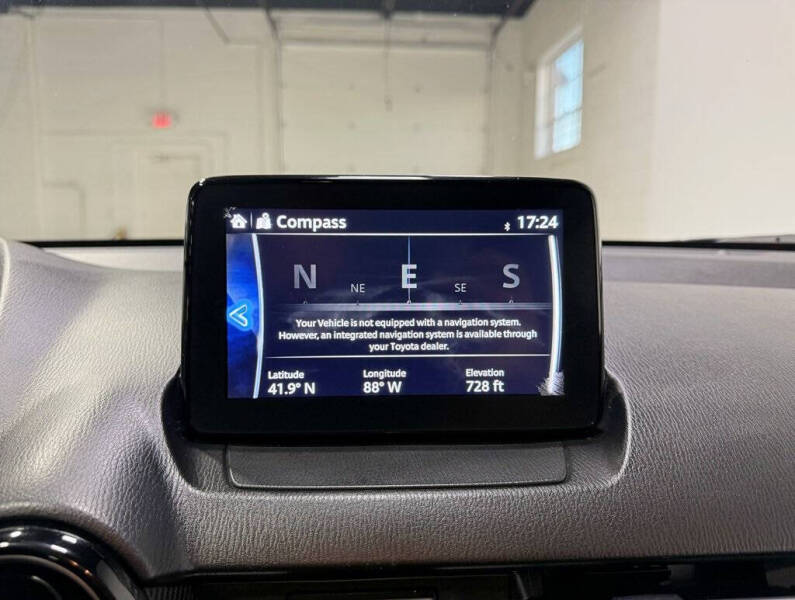 Compass 17:24
N NE E SE S
Your Vehicle is not equipped with a navigation system.
However, an integrated navigation system is available through
your Toyota dealer.
Latitude Longitude Elevation
41.9° N 88° W 728 ft